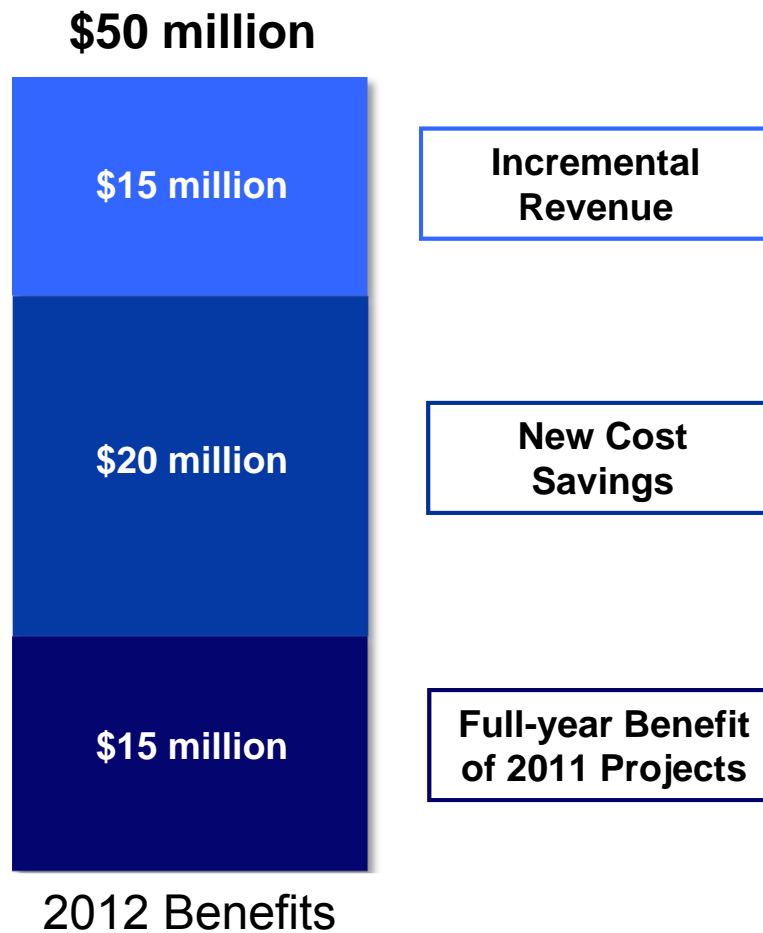 $50 million
$15 million
Incremental
Revenue
$20 million
New Cost
Savings
$15 million
Full-year Benefit
of 2011 Projects
2012 Benefits